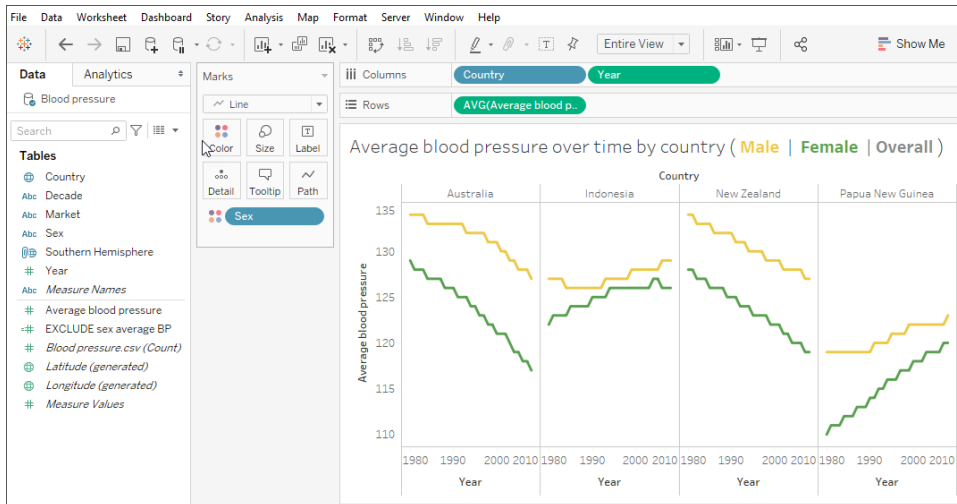 File Data Worksheet Dashboard Story Analysis Map Format Server Window Help
Entire View
Show Me
Data Analytics
Blood pressure
Search
Tables
Country
Abc Decade
Abc Market
Abc Sex
Southern Hemisphere
# Year
Abc Measure Names
# Average blood pressure
=# EXCLUDE sex average BP
# Blood pressure.csv (Count)
Latitude (generated)
Longitude (generated)
# Measure Values
Marks
Line
Color Size Label
Detail Tooltip Path
Sex
Columns Country Year
Rows AVG(Average blood p..
Average blood pressure over time by country ( Male | Female | Overall )
Country
Australia Indonesia New Zealand Papua New Guinea
Average blood pressure
135
130
125
120
115
110
1980 1990 2000 2010 1980 1990 2000 2010 1980 1990 2000 2010 1980 1990 2000 2010
Year Year Year Year